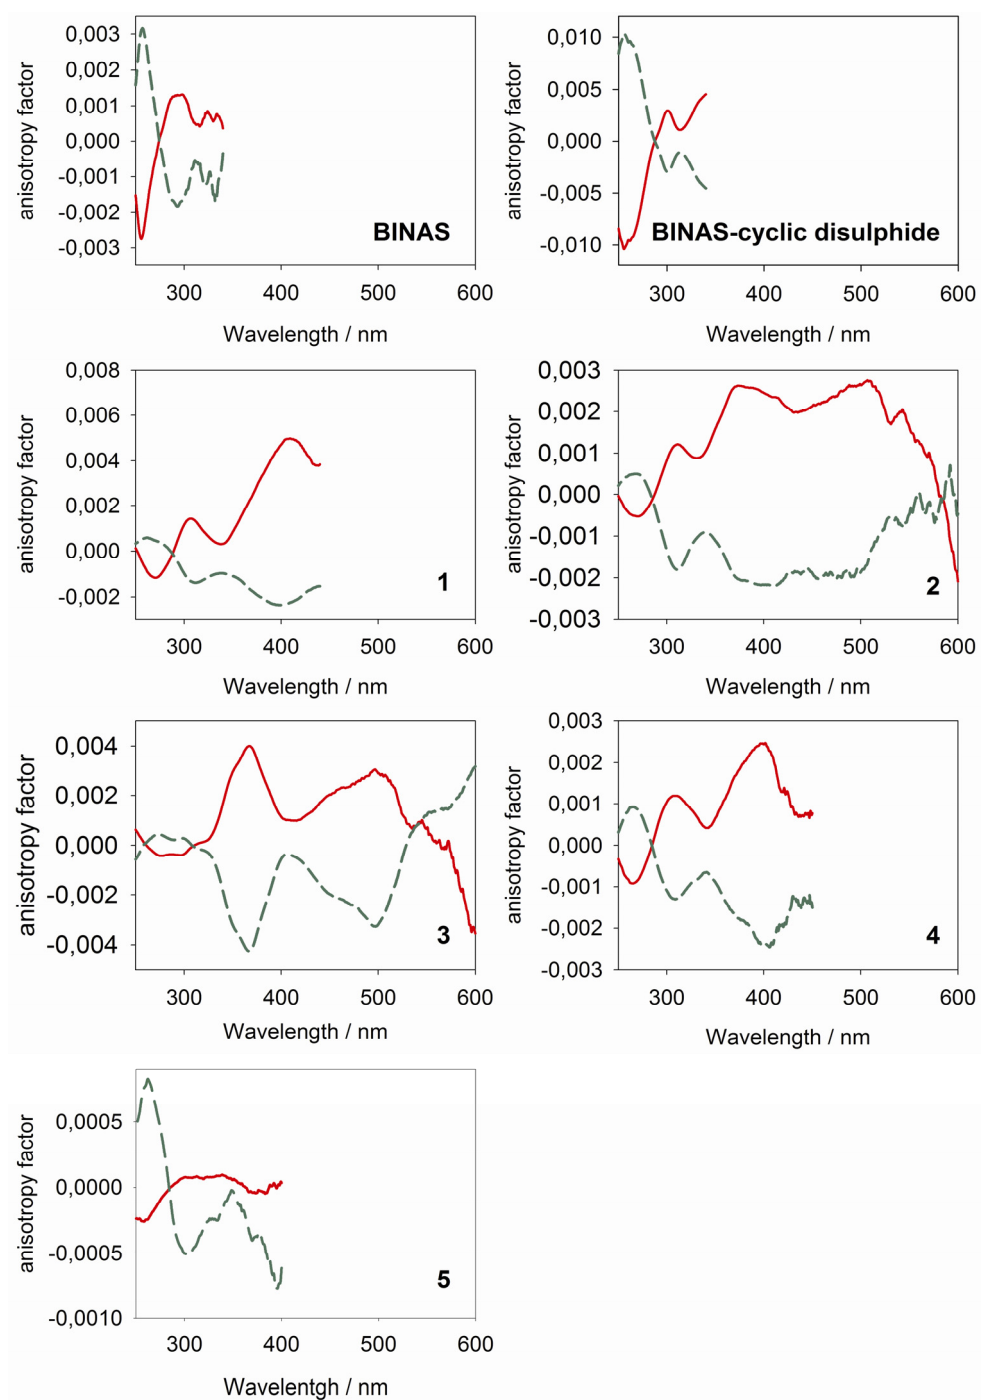 anisotropy factor
0,003
0,002
0,001
0,000
-0,001
-0,002
-0,003
BINAS
300 400 500 600
Wavelength / nm
anisotropy factor
0,010
0,005
0,000
-0,005
-0,010
BINAS-cyclic disulphide
300 400 500 600
Wavelength / nm
anisotropy factor
0,008
0,006
0,004
0,002
0,000
-0,002
1
300 400 500 600
Wavelength / nm
anisotropy factor
0,003
0,002
0,001
0,000
-0,001
-0,002
-0,003
2
300 400 500 600
Wavelength / nm
anisotropy factor
0,004
0,002
0,000
-0,002
-0,004
3
300 400 500 600
Wavelength / nm
anisotropy factor
0,003
0,002
0,001
0,000
-0,001
-0,002
-0,003
4
300 400 500 600
Wavelength / nm
anisotropy factor
0,0005
0,0000
-0,0005
-0,0010
5
300 400 500 600
Wavelentgh / nm